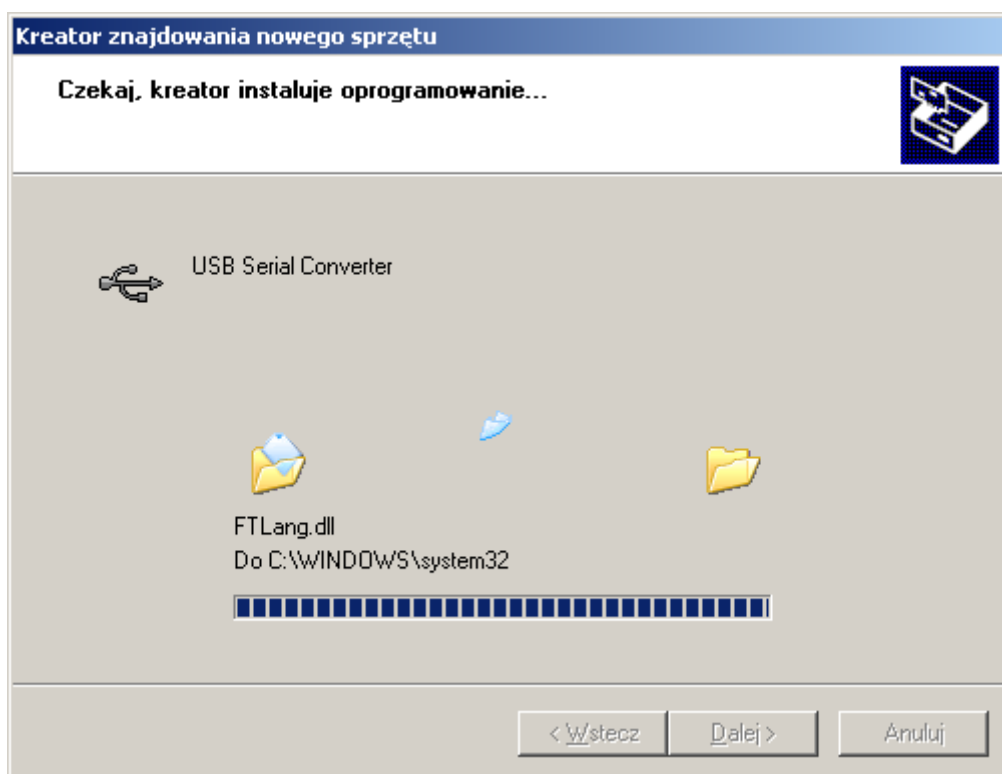 Kreator znajdowania nowego sprzętu
Czekaj, kreator instaluje oprogramowanie...
USB Serial Converter
FTLang.dll
Do C:\WINDOWS\system32
< Wstecz
Dalej >
Anuluj